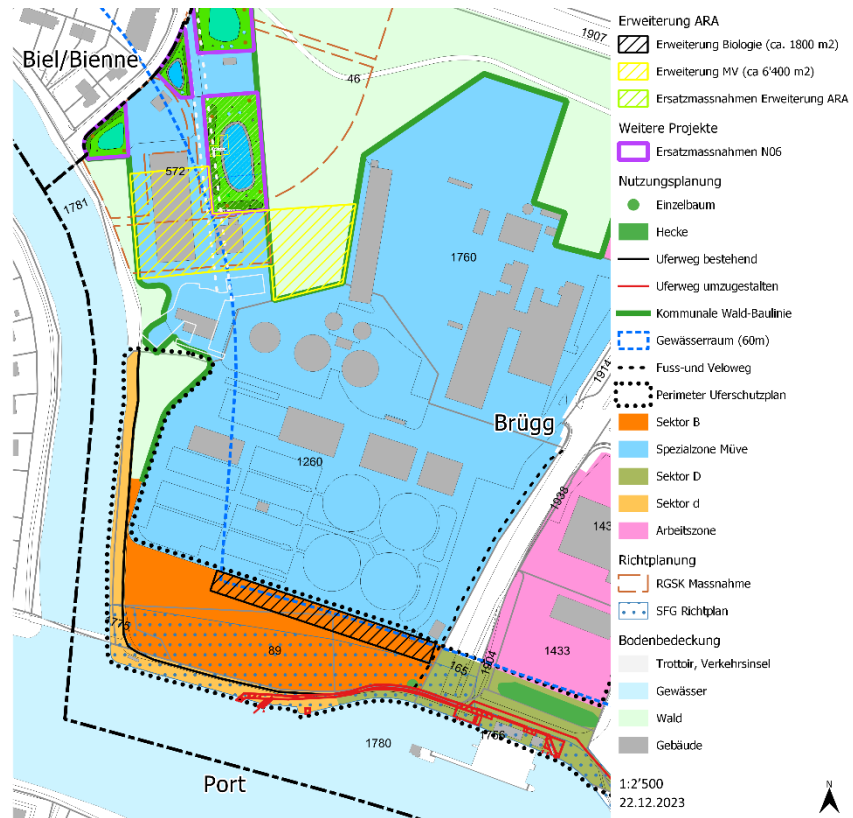 Biel/Bienne
1907
46
572
1781
1760
1914
Brügg
1260
1938
143
1433
776
89
165
1904
1766
1780
Port
Erweiterung ARA
Erweiterung Biologie (ca. 1800 m2)
Erweiterung MV (ca 6'400 m2)
Ersatzmassnahmen Erweiterung ARA
Weitere Projekte
Ersatzmassnahmen N06
Nutzungsplanung
Einzelbaum
Hecke
Uferweg bestehend
Uferweg umzugestalten
Kommunale Wald-Baulinie
Gewässerraum (60m)
Fuss-und Veloweg
Perimeter Uferschutzplan
Sektor B
Spezialzone Müve
Sektor D
Sektor d
Arbeitszone
Richtplanung
RGSK Massnahme
SFG Richtplan
Bodenbedeckung
Trottoir, Verkehrsinsel
Gewässer
Wald
Gebäude
1:2'500
22.12.2023
N